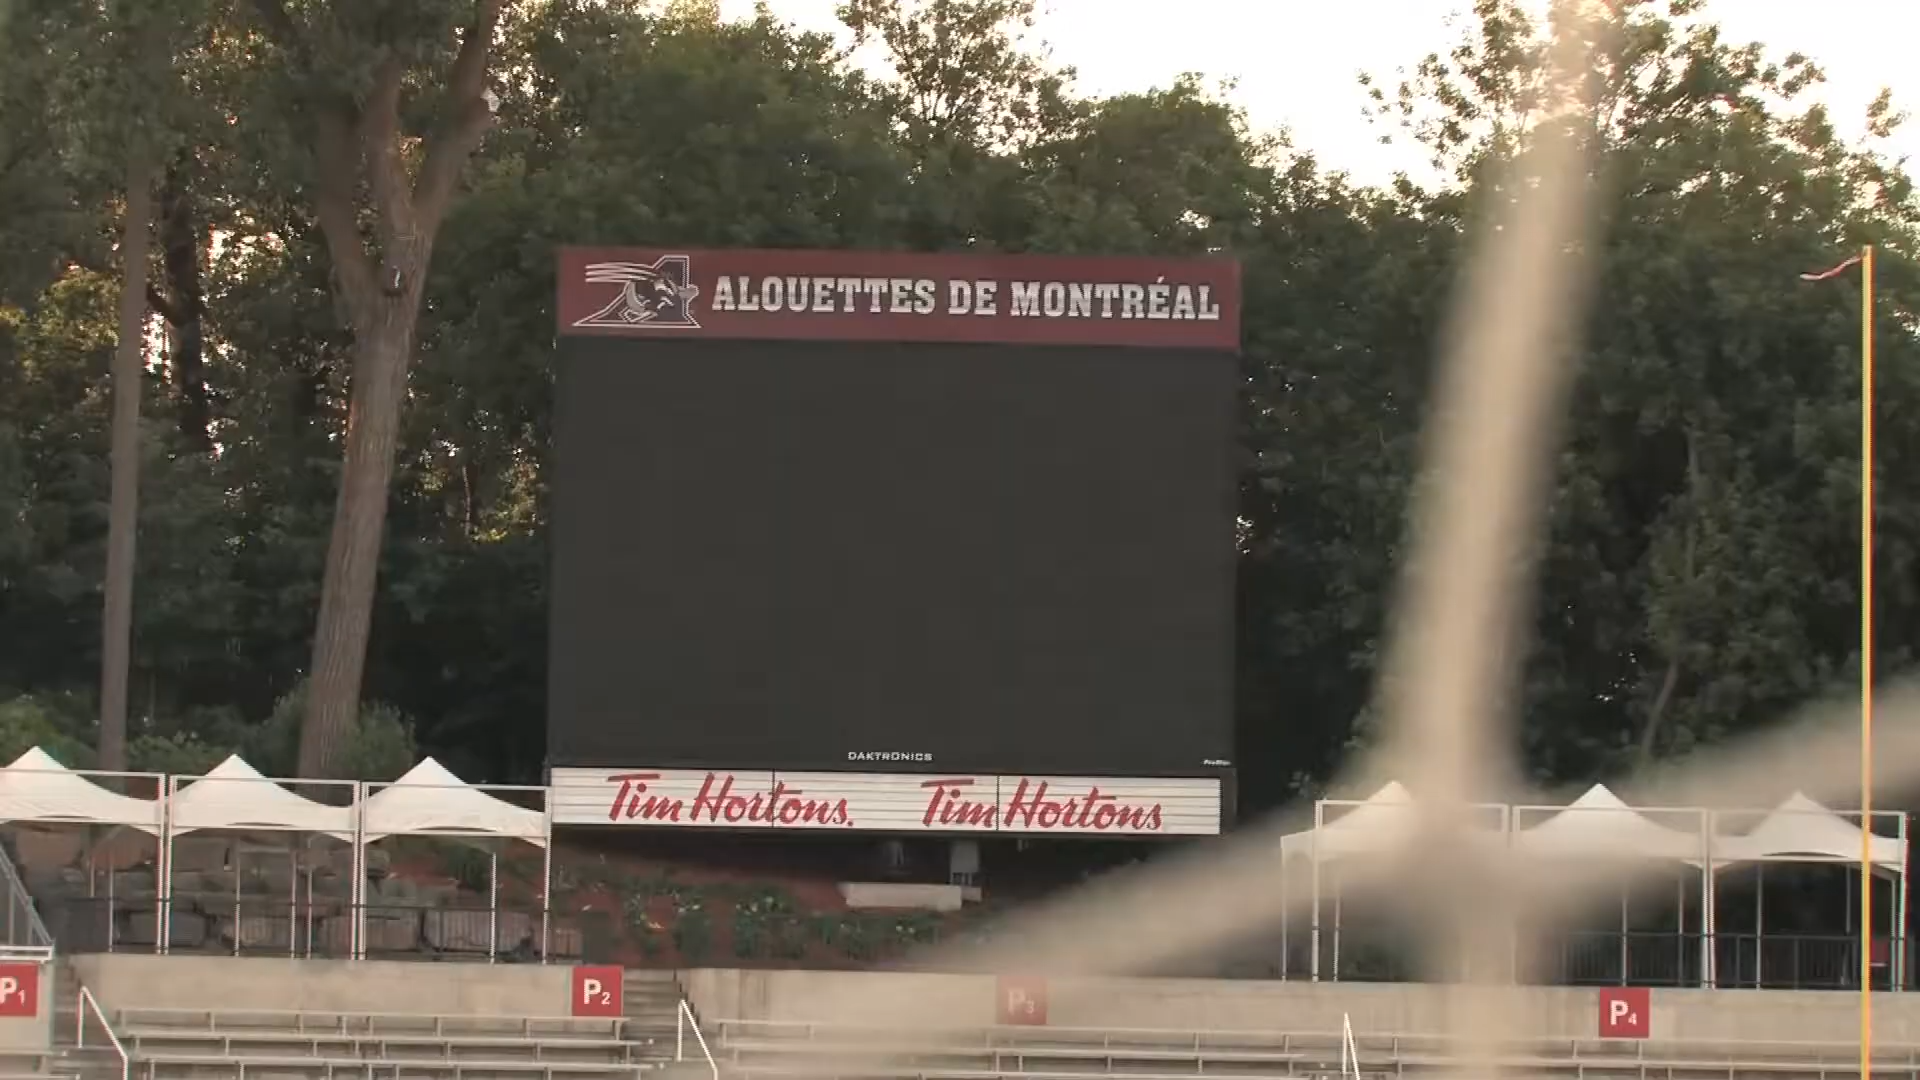 ALOUETTES DE MONTRÉAL
DAKTRONICS
Tim Hortons. Tim Hortons
P1
P2
P3
P4